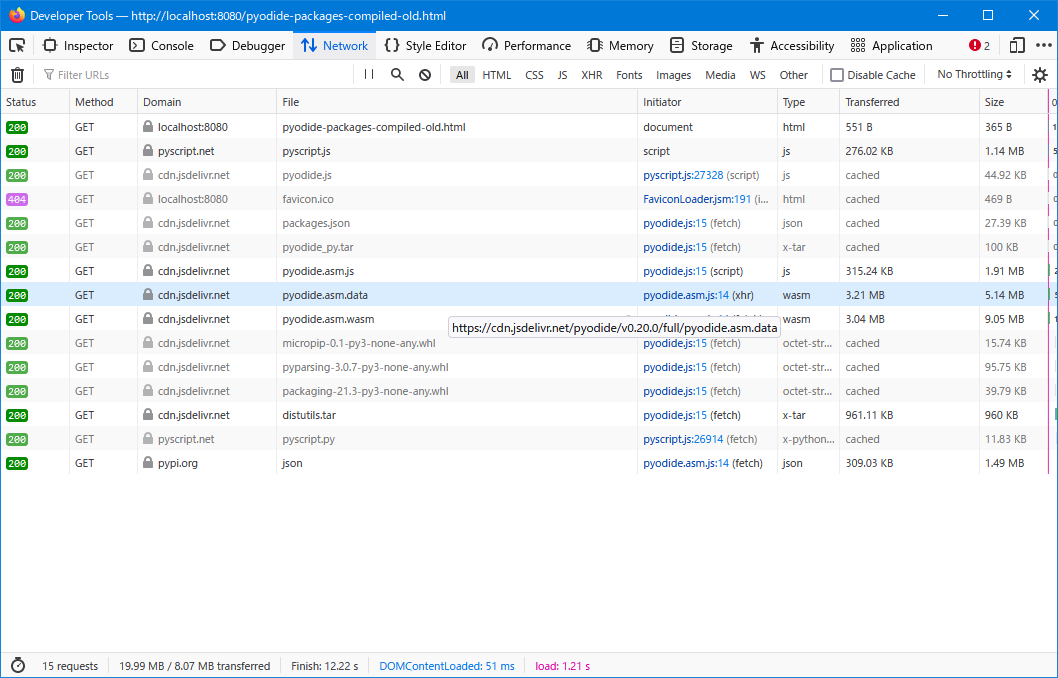 Developer Tools — http://localhost:8080/pyodide-packages-compiled-old.html
Inspector Console Debugger Network Style Editor Performance Memory Storage Accessibility Application 2
Filter URLs All HTML CSS JS XHR Fonts Images Media WS Other Disable Cache No Throttling
Status Method Domain File Initiator Type Transferred Size
200 GET localhost:8080 pyodide-packages-compiled-old.html document html 551 B 365 B
200 GET pyscript.net pyscript.js script js 276.02 KB 1.14 MB
200 GET cdn.jsdelivr.net pyodide.js pyscript.js:27328 (script) js cached 44.92 KB
404 GET localhost:8080 favicon.ico FaviconLoader.jsm:191 (i... html cached 469 B
200 GET cdn.jsdelivr.net packages.json pyodide.js:15 (fetch) json cached 27.39 KB
200 GET cdn.jsdelivr.net pyodide_py.tar pyodide.js:15 (fetch) x-tar cached 100 KB
200 GET cdn.jsdelivr.net pyodide.asm.js pyodide.js:15 (script) js 315.24 KB 1.91 MB
200 GET cdn.jsdelivr.net pyodide.asm.data pyodide.asm.js:14 (xhr) wasm 3.21 MB 5.14 MB
200 GET cdn.jsdelivr.net pyodide.asm.wasm wasm 3.04 MB 9.05 MB
https://cdn.jsdelivr.net/pyodide/v0.20.0/full/pyodide.asm.data
200 GET cdn.jsdelivr.net micropip-0.1-py3-none-any.whl pyodide.js:15 (fetch) octet-str... cached 15.74 KB
200 GET cdn.jsdelivr.net pyparsing-3.0.7-py3-none-any.whl pyodide.js:15 (fetch) octet-str... cached 95.75 KB
200 GET cdn.jsdelivr.net packaging-21.3-py3-none-any.whl pyodide.js:15 (fetch) octet-str... cached 39.79 KB
200 GET cdn.jsdelivr.net distutils.tar pyodide.js:15 (fetch) x-tar 961.11 KB 960 KB
200 GET pyscript.net pyscript.py pyscript.js:26914 (fetch) x-python... cached 11.83 KB
200 GET pypi.org json pyodide.asm.js:14 (fetch) json 309.03 KB 1.49 MB
15 requests 19.99 MB / 8.07 MB transferred Finish: 12.22 s DOMContentLoaded: 51 ms load: 1.21 s